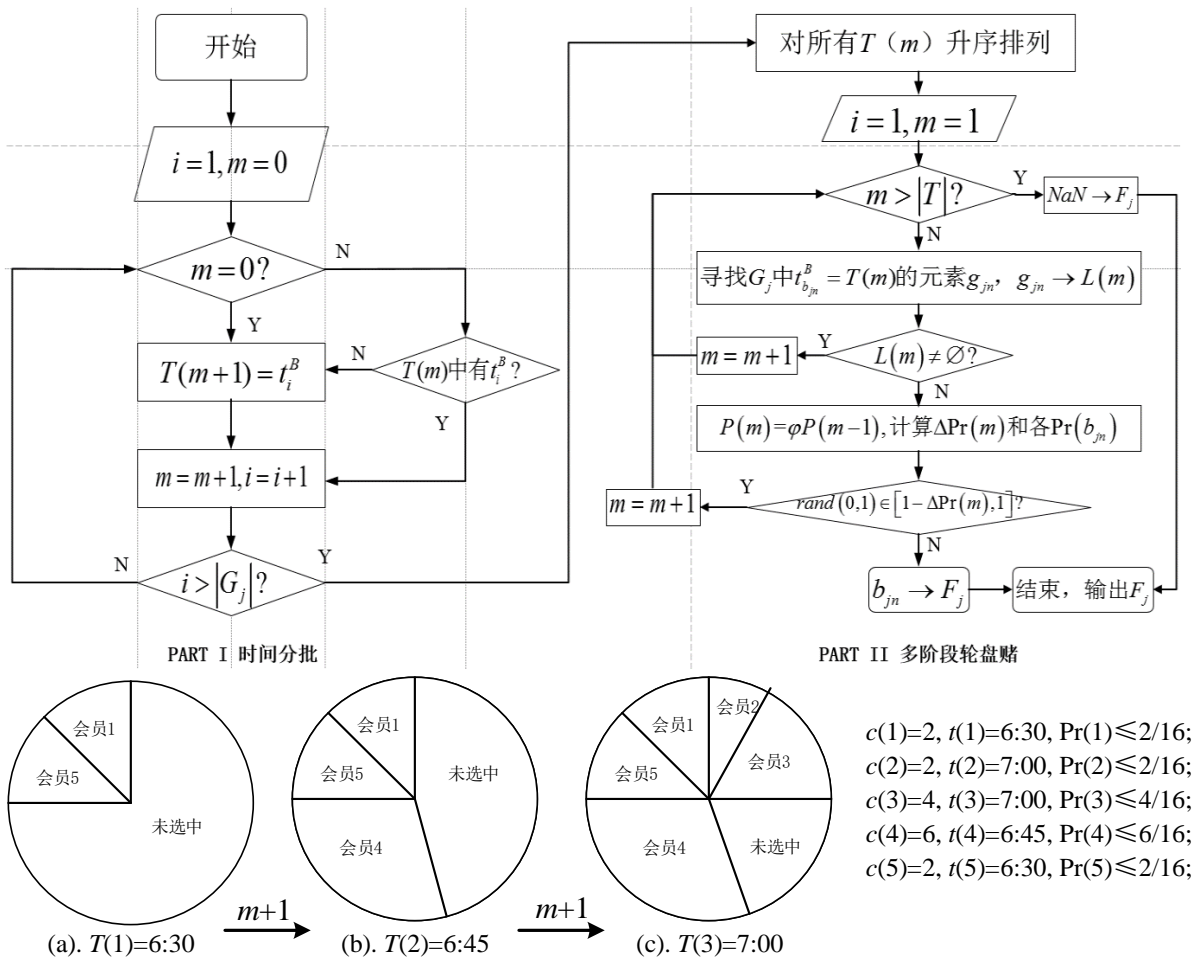 开始
i=1,m=0
m=0?
N
Y
T(m+1)=t_i^B
N
T(m)中有t_i^B?
Y
m=m+1,i=i+1
N
Y
i>|G_j|?
PART I 时间分批
对所有T（m）升序排列
i=1,m=1
m>|T|?
Y
NaN→F_j
N
寻找G_j中t_{b_{jn}}^B=T(m)的元素g_{jn}，g_{jn}→L(m)
m=m+1
Y
L(m)≠∅?
N
P(m)=φP(m-1),计算ΔPr(m)和各Pr(b_{jn})
m=m+1
Y
rand(0,1)∈[1-ΔPr(m),1]?
N
b_{jn}→F_j
结束，输出F_j
PART II 多阶段轮盘赌
会员1
会员5
未选中
(a). T(1)=6:30
m+1
会员1
会员5
未选中
会员4
(b). T(2)=6:45
m+1
会员1
会员2
会员5
会员3
会员4
未选中
(c). T(3)=7:00
c(1)=2, t(1)=6:30, Pr(1)≤2/16;
c(2)=2, t(2)=7:00, Pr(2)≤2/16;
c(3)=4, t(3)=7:00, Pr(3)≤4/16;
c(4)=6, t(4)=6:45, Pr(4)≤6/16;
c(5)=2, t(5)=6:30, Pr(5)≤2/16;